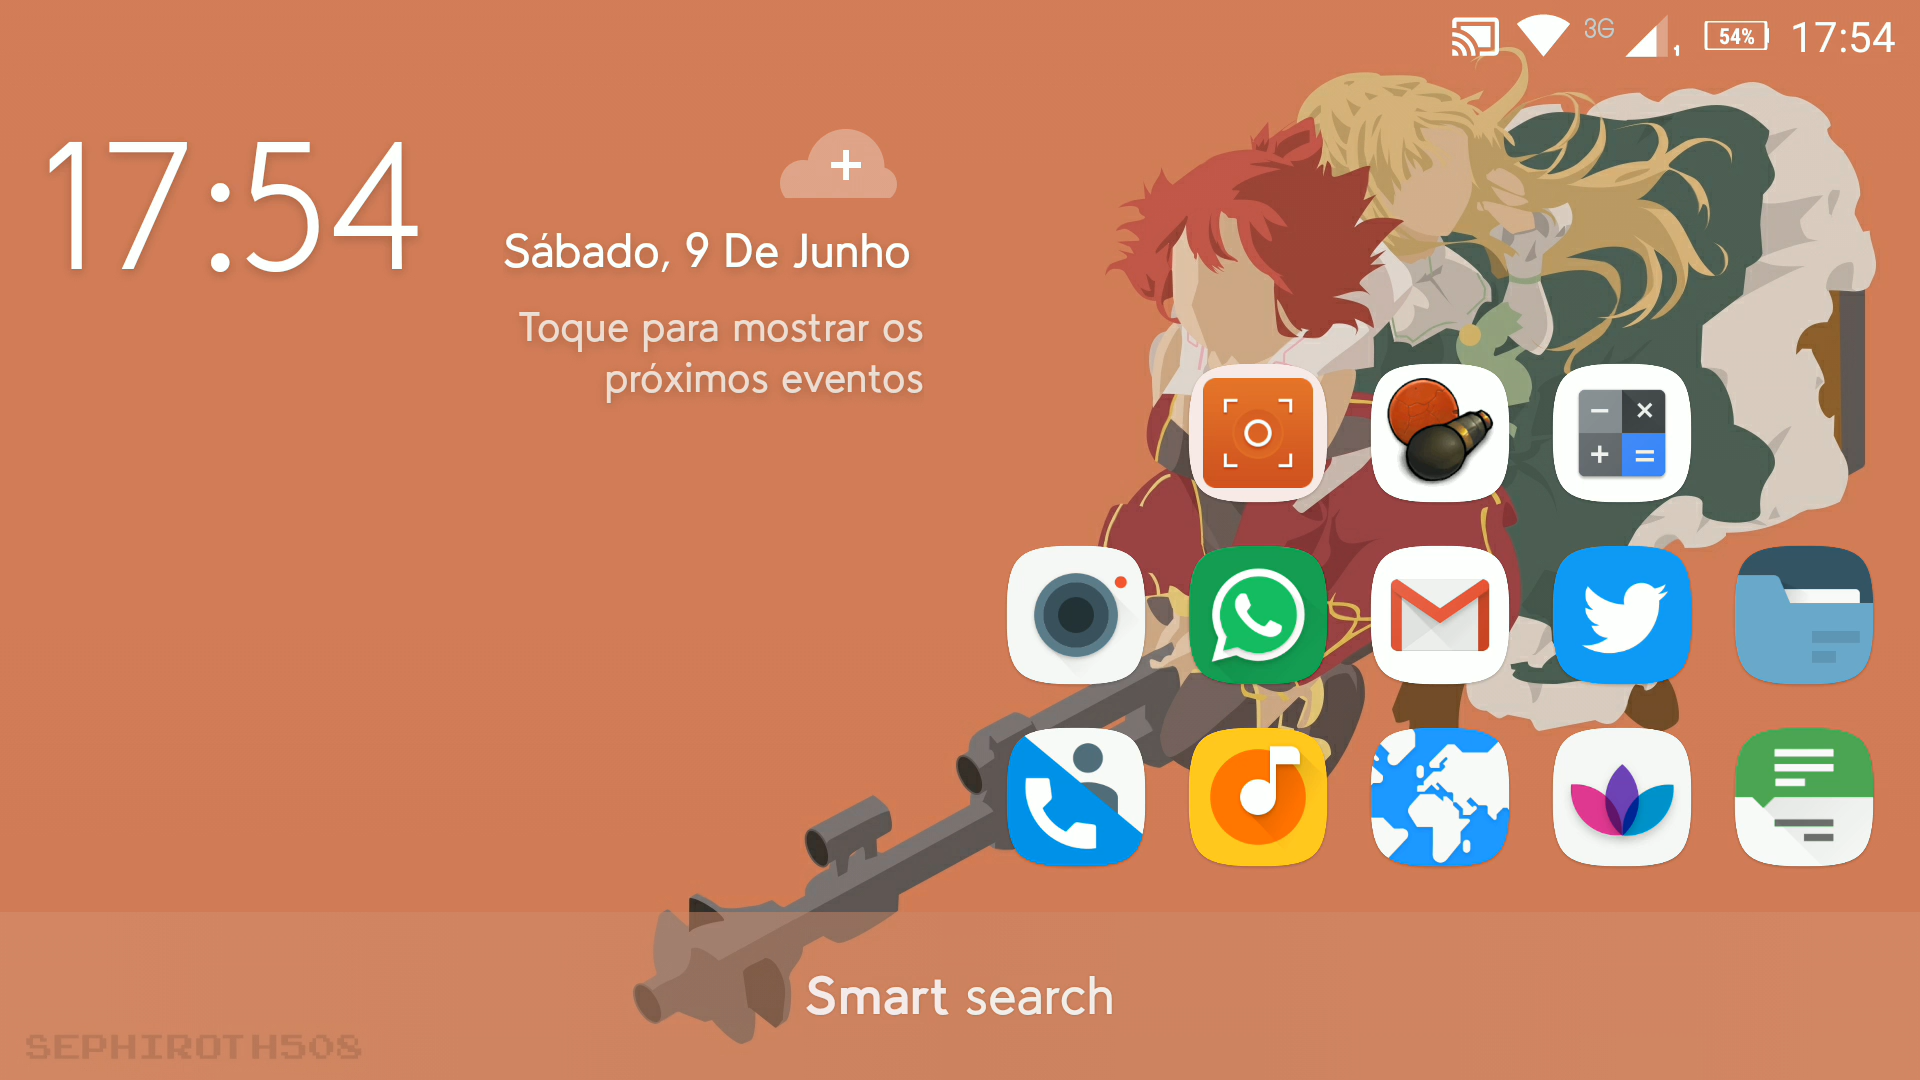 3G
1
54%
17:54
17:54
Sábado, 9 De Junho
Toque para mostrar os
próximos eventos
Smart search
SEPHIROTH508